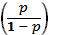 (p / (1 − p))